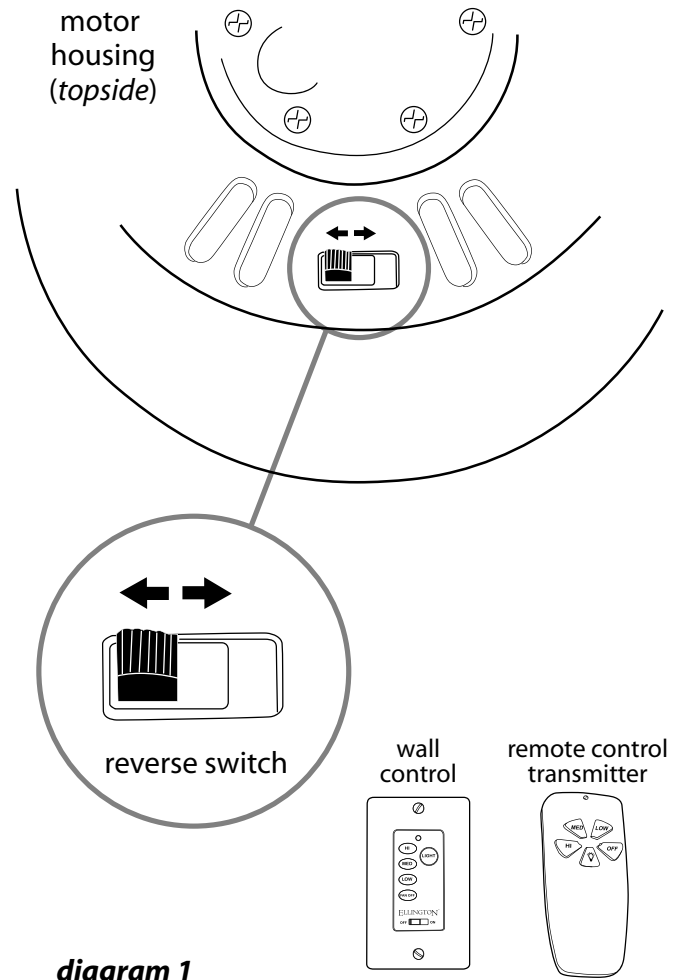 motor
housing
(topside)
reverse switch
wall
control
remote control
transmitter
HI
MED
LOW
FAN OFF
LIGHT
ELLINGTON
OFF ON
MED LOW
HI OFF
diagram 1